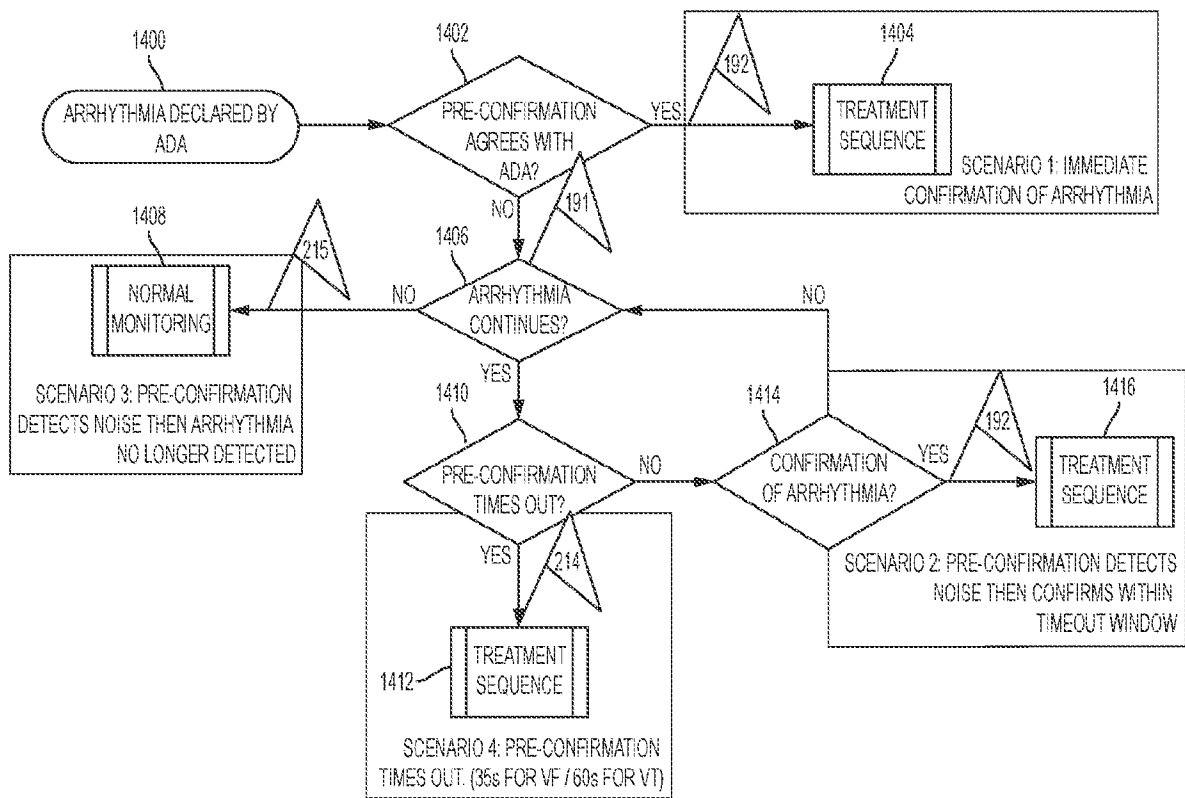 1400
ARRHYTHMIA DECLARED BY
ADA
1402
PRE-CONFIRMATION
AGREES WITH
ADA?
YES
192
1404
TREATMENT
SEQUENCE
SCENARIO 1: IMMEDIATE
CONFIRMATION OF ARRHYTHMIA
NO
191
1406
ARRHYTHMIA
CONTINUES?
NO
215
1408
NORMAL
MONITORING
SCENARIO 3: PRE-CONFIRMATION
DETECTS NOISE THEN ARRHYTHMIA
NO LONGER DETECTED
YES
1410
PRE-CONFIRMATION
TIMES OUT?
NO
1414
CONFIRMATION
OF ARRHYTHMIA?
NO
YES
192
1416
TREATMENT
SEQUENCE
SCENARIO 2: PRE-CONFIRMATION DETECTS
NOISE THEN CONFIRMS WITHIN
TIMEOUT WINDOW
YES
214
1412
TREATMENT
SEQUENCE
SCENARIO 4: PRE-CONFIRMATION
TIMES OUT. (35s FOR VF / 60s FOR VT)